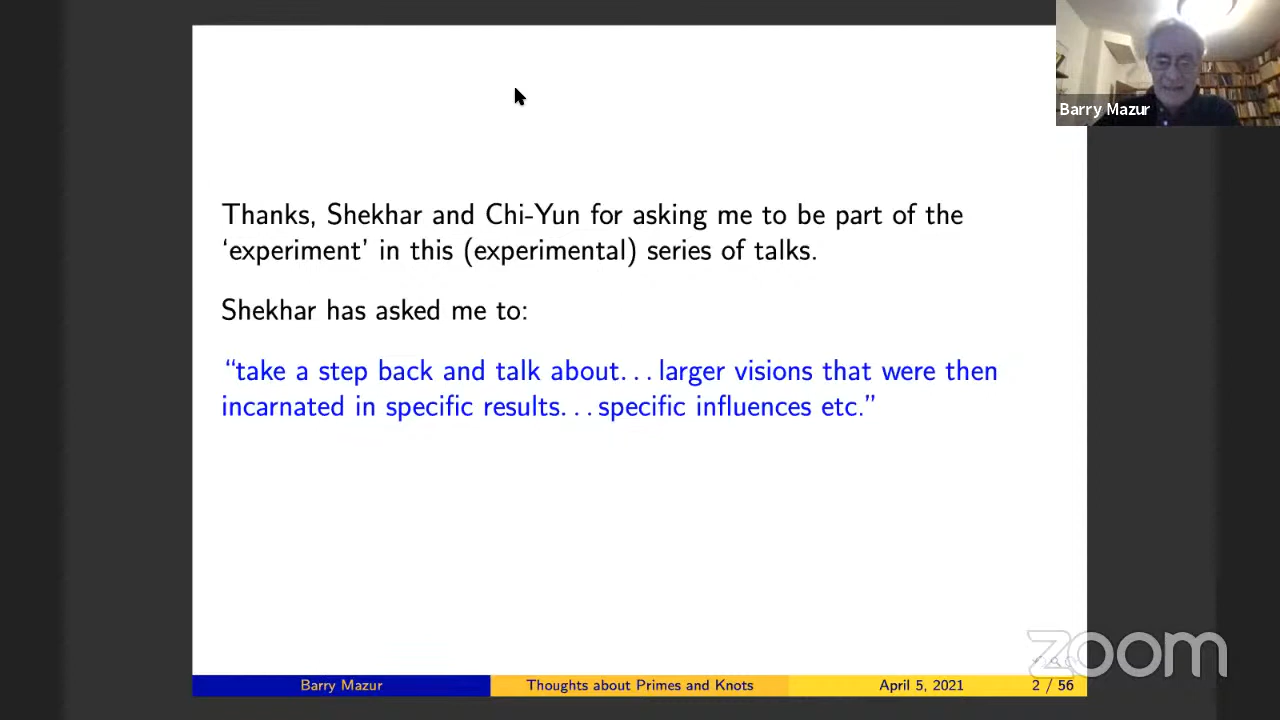 Barry Mazur
Thanks, Shekhar and Chi-Yun for asking me to be part of the
‘experiment’ in this (experimental) series of talks.
Shekhar has asked me to:
“take a step back and talk about. . . larger visions that were then
incarnated in specific results. . . specific influences etc.”
zoom
Barry Mazur
Thoughts about Primes and Knots
April 5, 2021
2 / 56